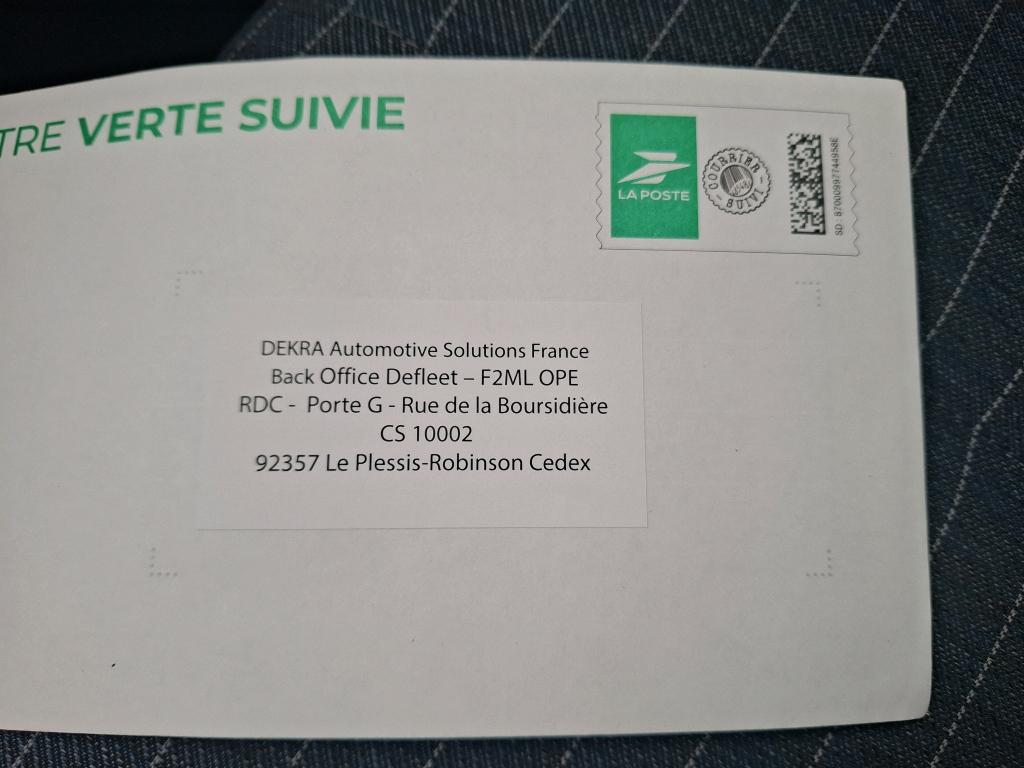 TRE VERTE SUIVIE
LA POSTE
COURRIER
SUIVI
DEKRA Automotive Solutions France
Back Office Defleet – F2ML OPE
RDC - Porte G - Rue de la Boursidière
CS 10002
92357 Le Plessis-Robinson Cedex